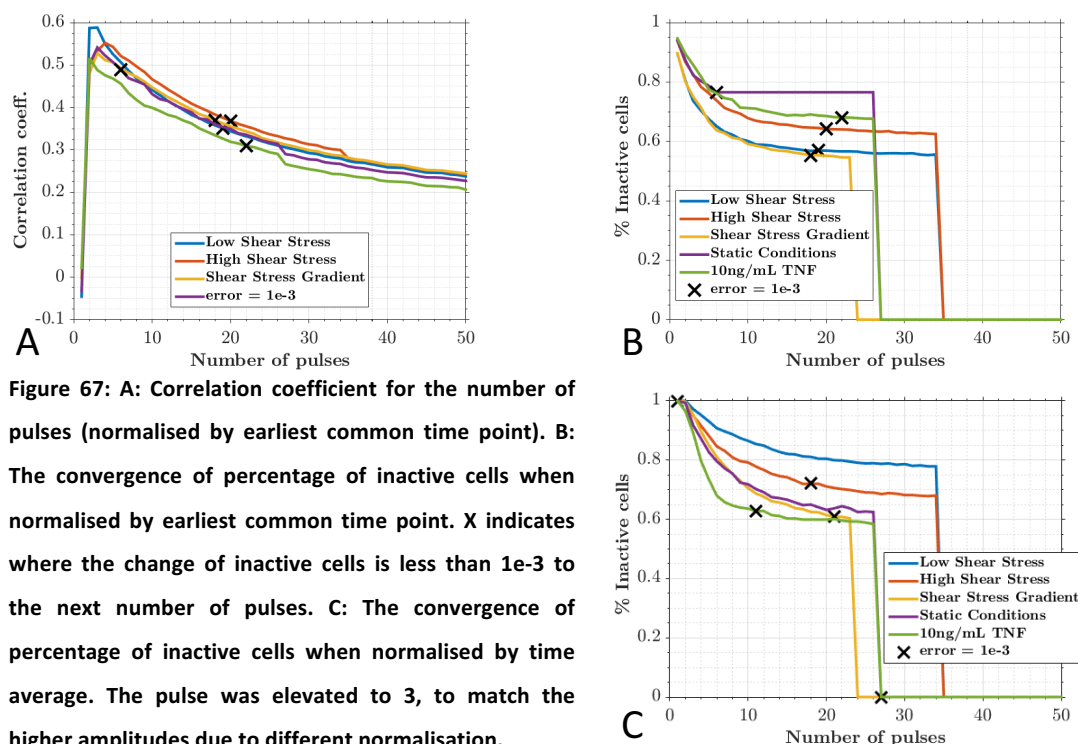 0.6
0.5
0.4
0.3
0.2
0.1
0
-0.1
Correlation coeff.
0 10 20 30 40 50
Number of pulses
Low Shear Stress
High Shear Stress
Shear Stress Gradient
error = 1e-3
A
1
0.8
0.6
0.4
0.2
0
% Inactive cells
0 10 20 30 40 50
Number of pulses
Low Shear Stress
High Shear Stress
Shear Stress Gradient
Static Conditions
10ng/mL TNF
error = 1e-3
B
Figure 67: A: Correlation coefficient for the number of
pulses (normalised by earliest common time point). B:
The convergence of percentage of inactive cells when
normalised by earliest common time point. X indicates
where the change of inactive cells is less than 1e-3 to
the next number of pulses. C: The convergence of
percentage of inactive cells when normalised by time
average. The pulse was elevated to 3, to match the
higher amplitudes due to different normalisation.
1
0.8
0.6
0.4
0.2
0
% Inactive cells
0 10 20 30 40 50
Number of pulses
Low Shear Stress
High Shear Stress
Shear Stress Gradient
Static Conditions
10ng/mL TNF
error = 1e-3
C